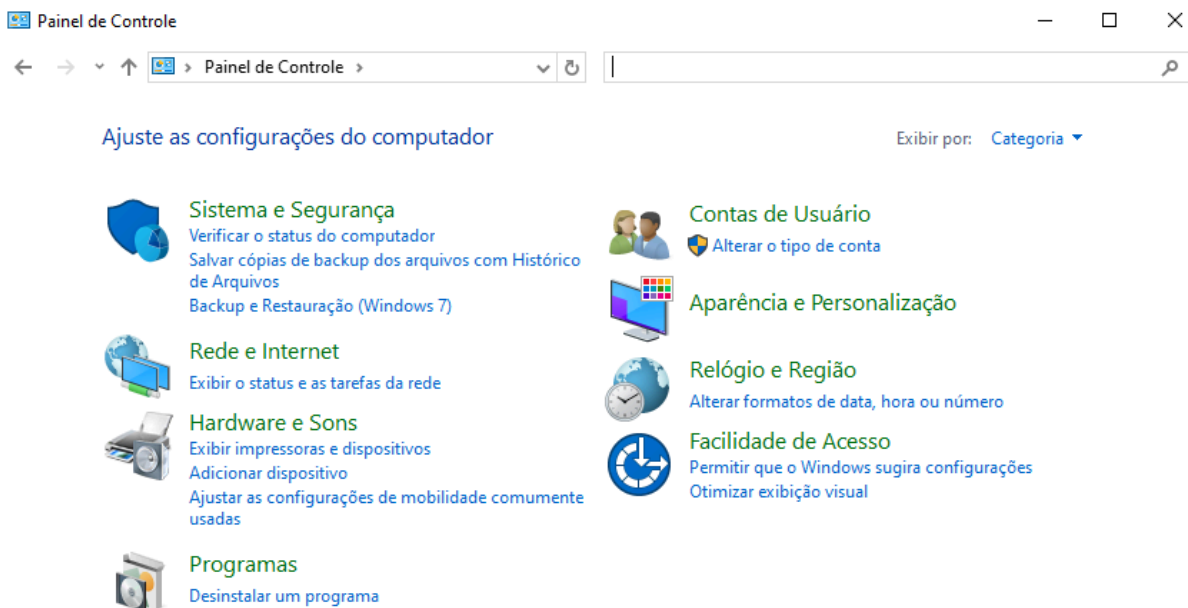 Painel de Controle
Painel de Controle
Ajuste as configurações do computador
Exibir por: Categoria
Sistema e Segurança
Verificar o status do computador
Salvar cópias de backup dos arquivos com Histórico
de Arquivos
Backup e Restauração (Windows 7)
Rede e Internet
Exibir o status e as tarefas da rede
Hardware e Sons
Exibir impressoras e dispositivos
Adicionar dispositivo
Ajustar as configurações de mobilidade comumente
usadas
Programas
Desinstalar um programa
Contas de Usuário
Alterar o tipo de conta
Aparência e Personalização
Relógio e Região
Alterar formatos de data, hora ou número
Facilidade de Acesso
Permitir que o Windows sugira configurações
Otimizar exibição visual